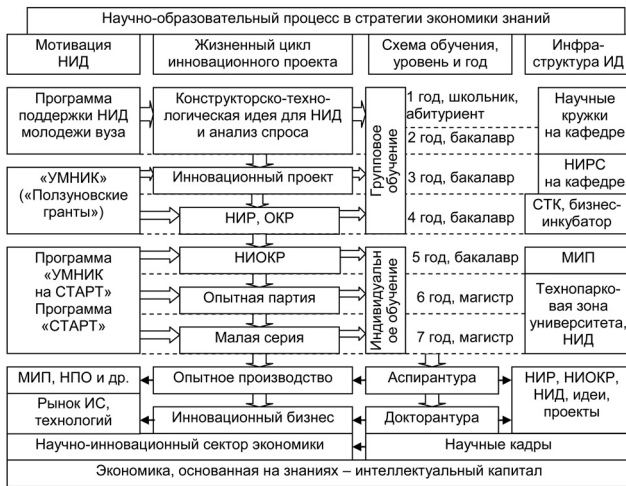 Научно-образовательный процесс в стратегии экономики знаний
Мотивация
НИД
Жизненный цикл
инновационного проекта
Схема обучения,
уровень и год
Инфра-
структура ИД
Программа
поддержки НИД
молодежи вуза
Конструкторско-техно-
логическая идея для НИД
и анализ спроса
Групповое
обучение
1 год, школьник,
абитуриент
2 год, бакалавр
Научные
кружки
на кафедре
«УМНИК»
(«Ползуновские
гранты»)
Инновационный проект
3 год, бакалавр
НИРС
на кафедре
НИР, ОКР
4 год, бакалавр
СТК, бизнес-
инкубатор
Программа
«УМНИК
на СТАРТ»
Программа
«СТАРТ»
НИОКР
Индивидуальн
ое обучение
5 год, бакалавр
МИП
Опытная партия
6 год, магистр
Технопарко-
вая зона
университета,
НИД
Малая серия
7 год, магистр
МИП, НПО и др.
Опытное производство
Аспирантура
НИР, НИОКР,
НИД, идеи,
проекты
Рынок ИС,
технологий
Инновационный бизнес
Докторантура
Научно-инновационный сектор экономики
Научные кадры
Экономика, основанная на знаниях – интеллектуальный капитал